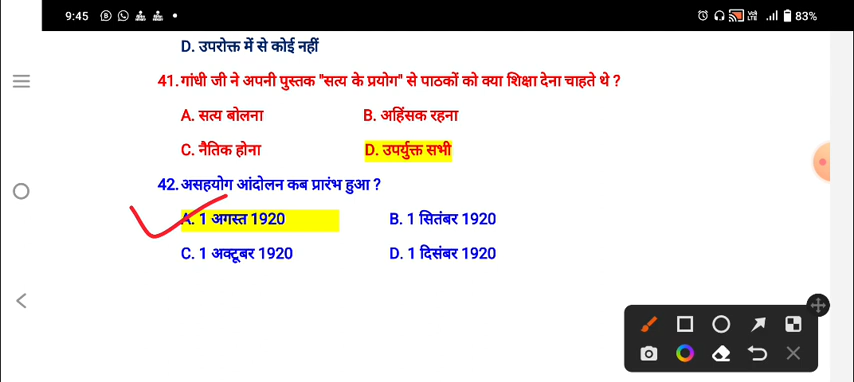 9:45 83%
D. उपरोक्त में से कोई नहीं
41. गांधी जी ने अपनी पुस्तक "सत्य के प्रयोग" से पाठकों को क्या शिक्षा देना चाहते थे ?
A. सत्य बोलना B. अहिंसक रहना
C. नैतिक होना D. उपर्युक्त सभी
42. असहयोग आंदोलन कब प्रारंभ हुआ ?
A. 1 अगस्त 1920 B. 1 सितंबर 1920
C. 1 अक्टूबर 1920 D. 1 दिसंबर 1920